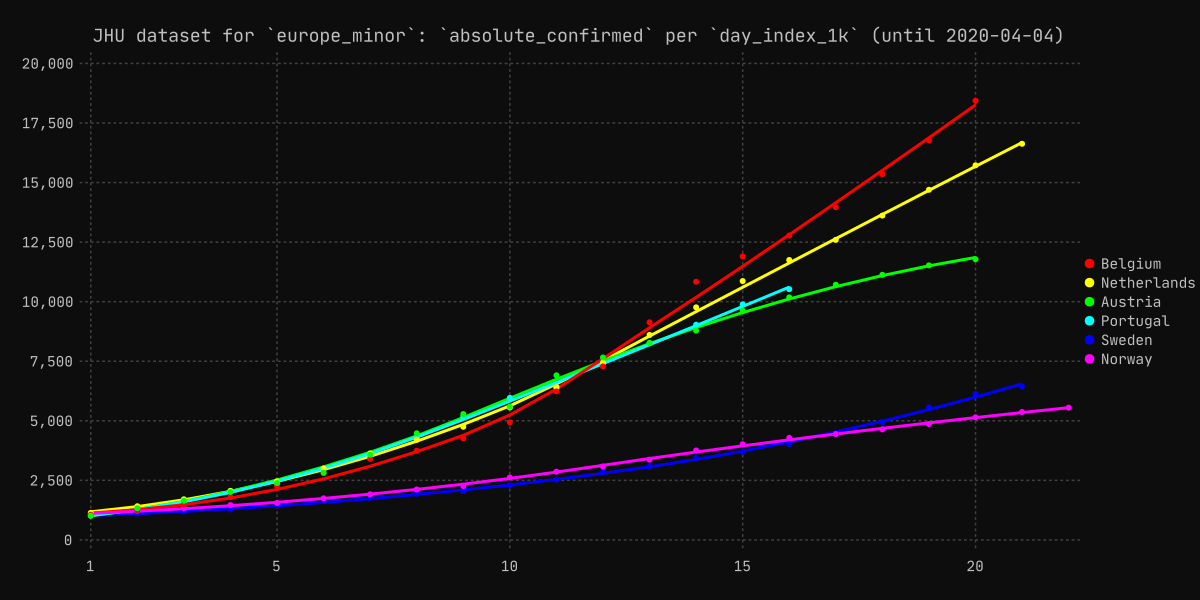 JHU dataset for `europe_minor`: `absolute_confirmed` per `day_index_1k` (until 2020-04-04)
20,000
17,500
15,000
12,500
10,000
7,500
5,000
2,500
0
1
5
10
15
20
Belgium
Netherlands
Austria
Portugal
Sweden
Norway